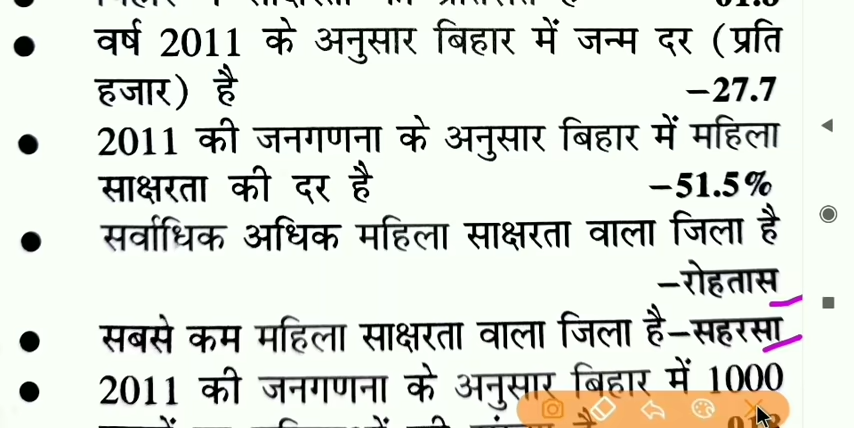 ● वर्ष 2011 के अनुसार बिहार में जन्म दर (प्रति
हजार) है –27.7
● 2011 की जनगणना के अनुसार बिहार में महिला
साक्षरता की दर है –51.5%
● सर्वाधिक अधिक महिला साक्षरता वाला जिला है
–रोहतास
● सबसे कम महिला साक्षरता वाला जिला है–सहरसा
● 2011 की जनगणना के अनुसार बिहार में 1000